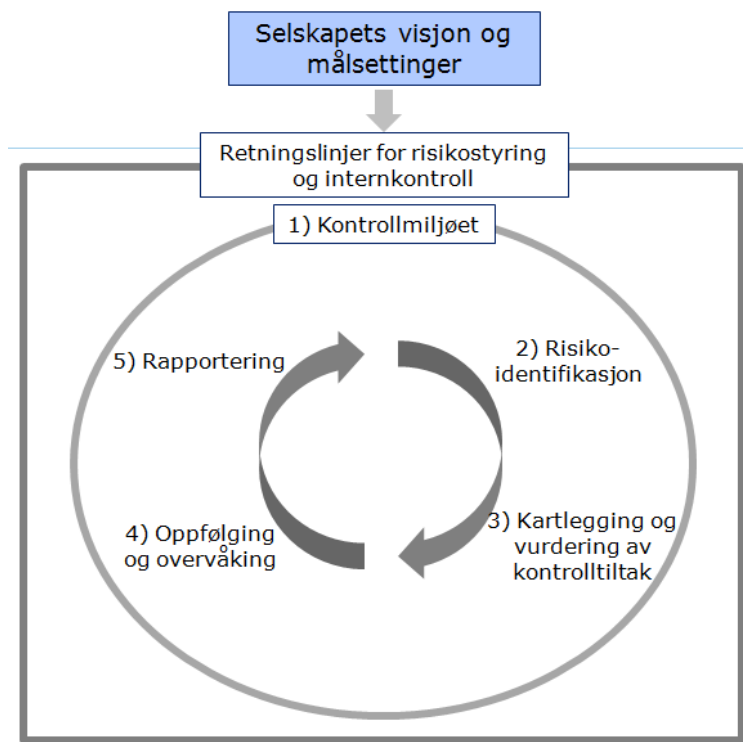 Selskapets visjon og
målsettinger
Retningslinjer for risikostyring
og internkontroll
1) Kontrollmiljøet
2) Risiko-
identifikasjon
3) Kartlegging og
vurdering av
kontrolltiltak
4) Oppfølging
og overvåking
5) Rapportering